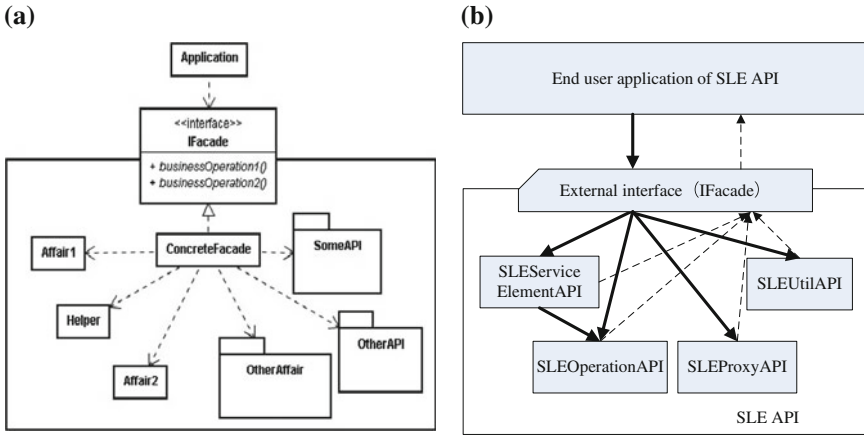 (a)
Application
<<interface>>
IFacade
+ businessOperation1()
+ businessOperation2()
ConcreteFacade
Affair1
SomeAPI
Helper
OtherAPI
Affair2
OtherAffair
(b)
End user application of SLE API
External interface（IFacade）
SLEService
ElementAPI
SLEUtilAPI
SLEOperationAPI
SLEProxyAPI
SLE API